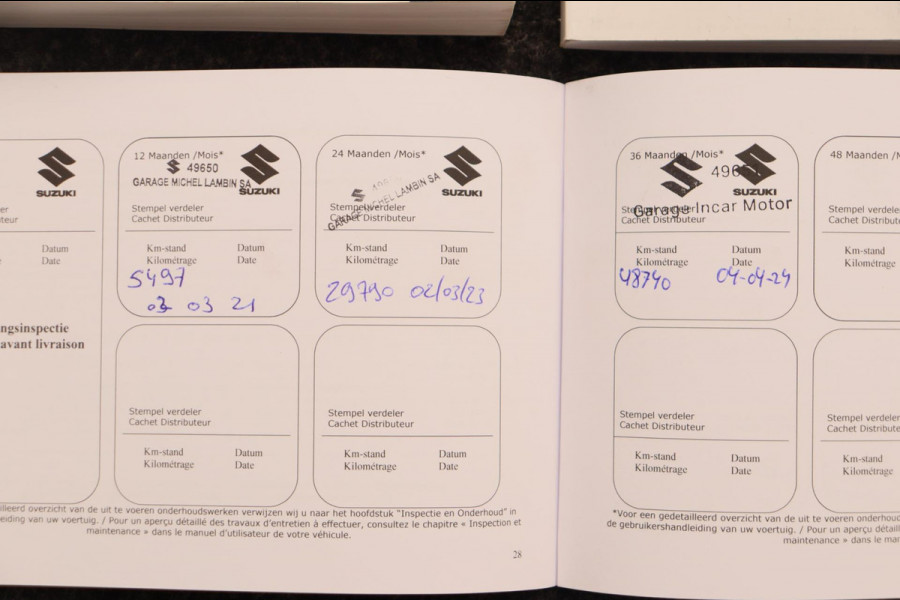 SUZUKI
Datum
Date
ngsinspectie
avant livraison
12 Maanden /Mois*
49650
GARAGE MICHEL LAMBIN SA
SUZUKI
Stempel verdeler
Cachet Distributeur
Km-stand Datum
Kilométrage Date
5497
03 03 21
24 Maanden /Mois*
GARAGE MICHEL LAMBIN SA
SUZUKI
Stempel verdeler
Cachet Distributeur
Km-stand Datum
Kilométrage Date
29790 02/03/23
Stempel verdeler
Cachet Distributeur
Km-stand Datum
Kilométrage Date
Stempel verdeler
Cachet Distributeur
Km-stand Datum
Kilométrage Date
illeerd overzicht van de uit te voeren onderhoudswerken verwijzen wij u naar het hoofdstuk “Inspectie en Onderhoud” in
eiding van uw voertuig. / Pour un aperçu détaillé des travaux d’entretien à effectuer, consultez le chapitre « Inspection et
maintenance » dans le manuel d’utilisateur de votre véhicule.
28
36 Maanden /Mois*
SUZUKI
Garage Incar Motor
Cachet Distributeur
Km-stand Datum
Kilométrage Date
48740 04-04-24
48 Maanden /M
Stempel verdeler
Cachet Distributeur
Km-stand
Kilométrage
Stempel verdeler
Cachet Distributeur
Km-stand Datum
Kilométrage Date
Stempel verdeler
Cachet Distributeur
Km-stand
Kilométrage
*Voor een gedetailleerd overzicht van de uit te voeren onderhoud
de gebruikershandleiding van uw voertuig. / Pour un aperçu détaill
maintenance » dans le ma